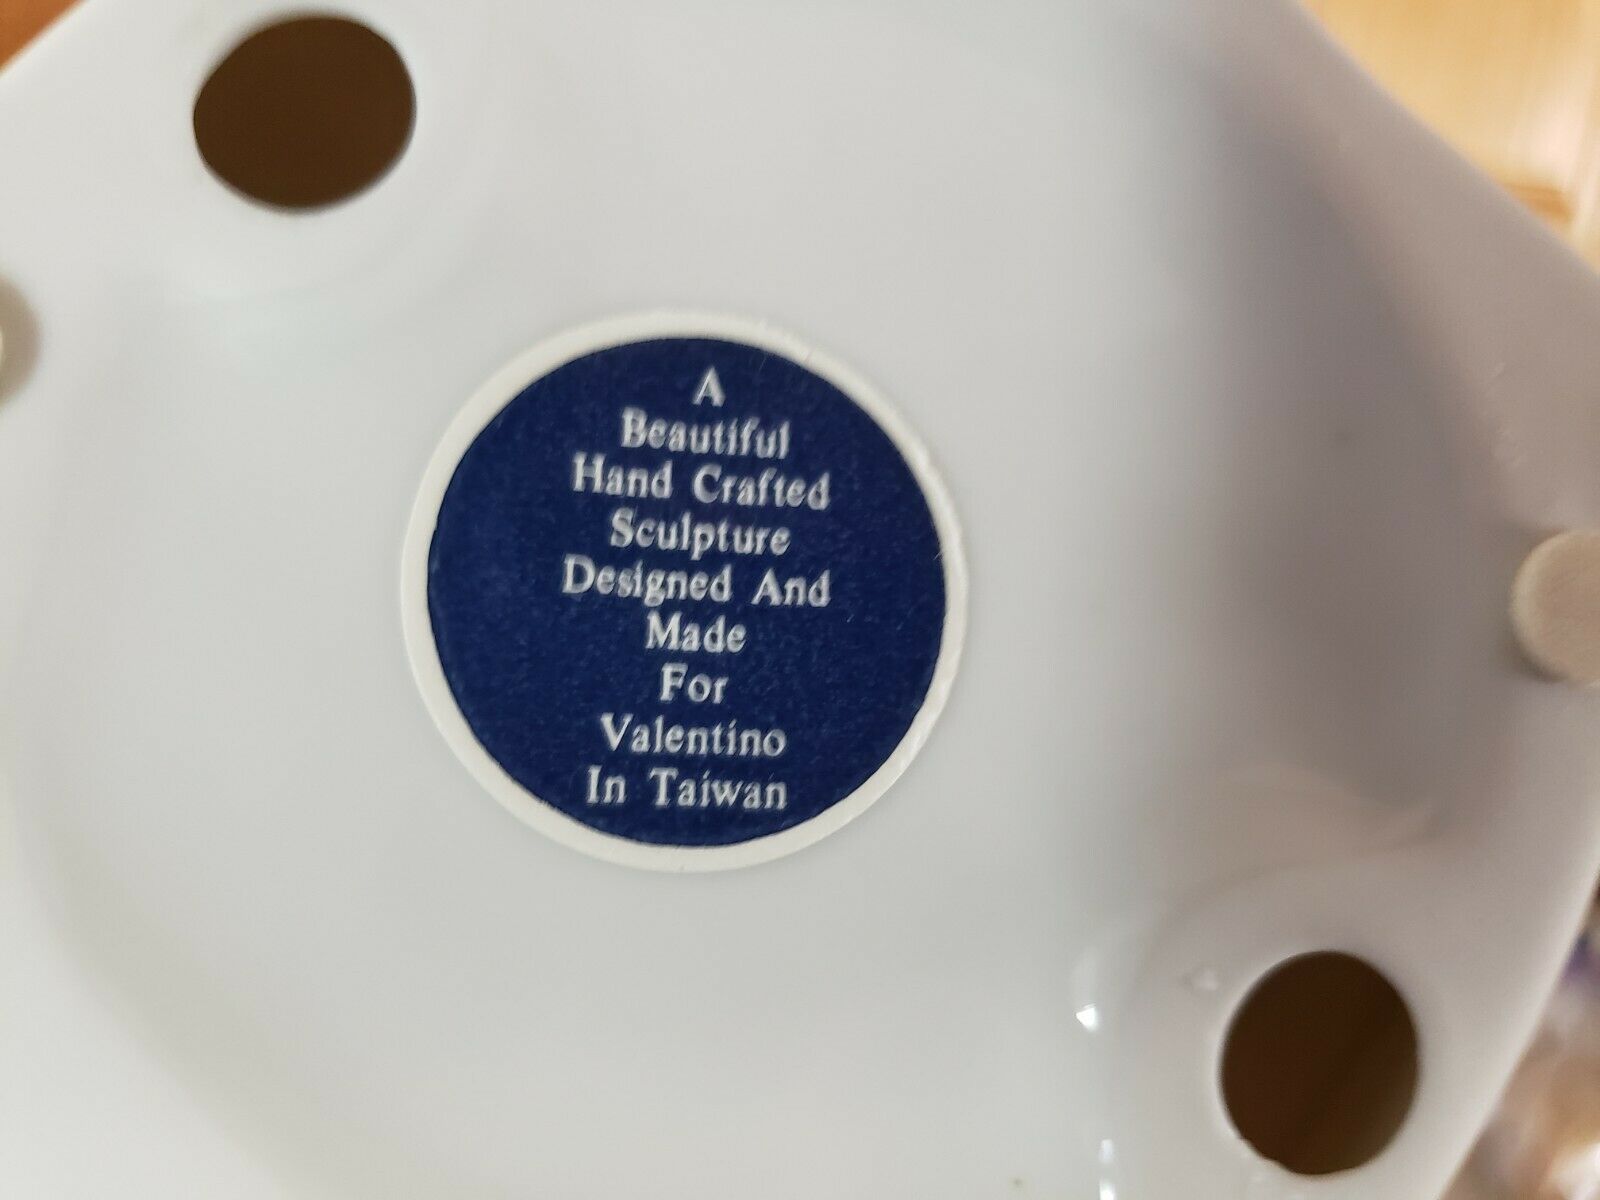 A
Beautiful
Hand Crafted
Sculpture
Designed And
Made
For
Valentino
In Taiwan